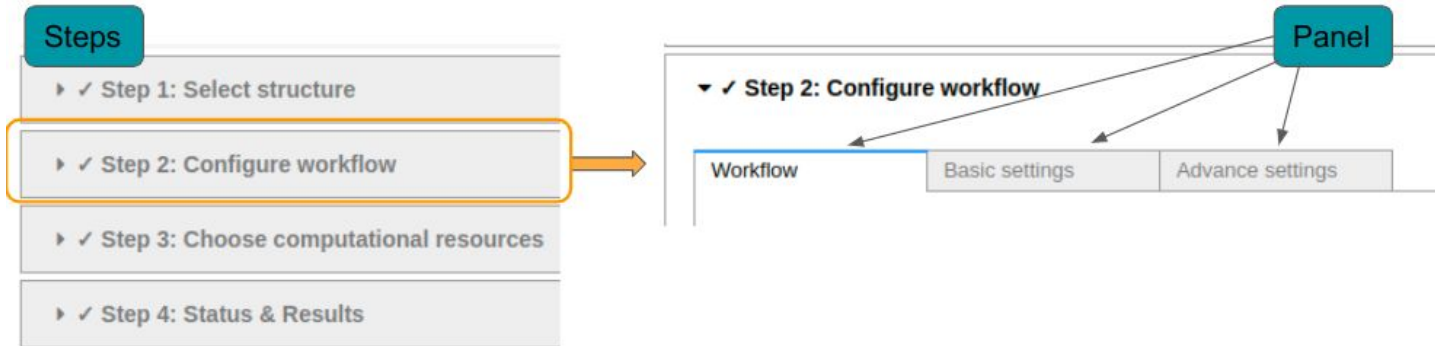 Steps
✓ Step 1: Select structure
✓ Step 2: Configure workflow
✓ Step 3: Choose computational resources
✓ Step 4: Status & Results
Panel
✓ Step 2: Configure workflow
Workflow Basic settings Advance settings